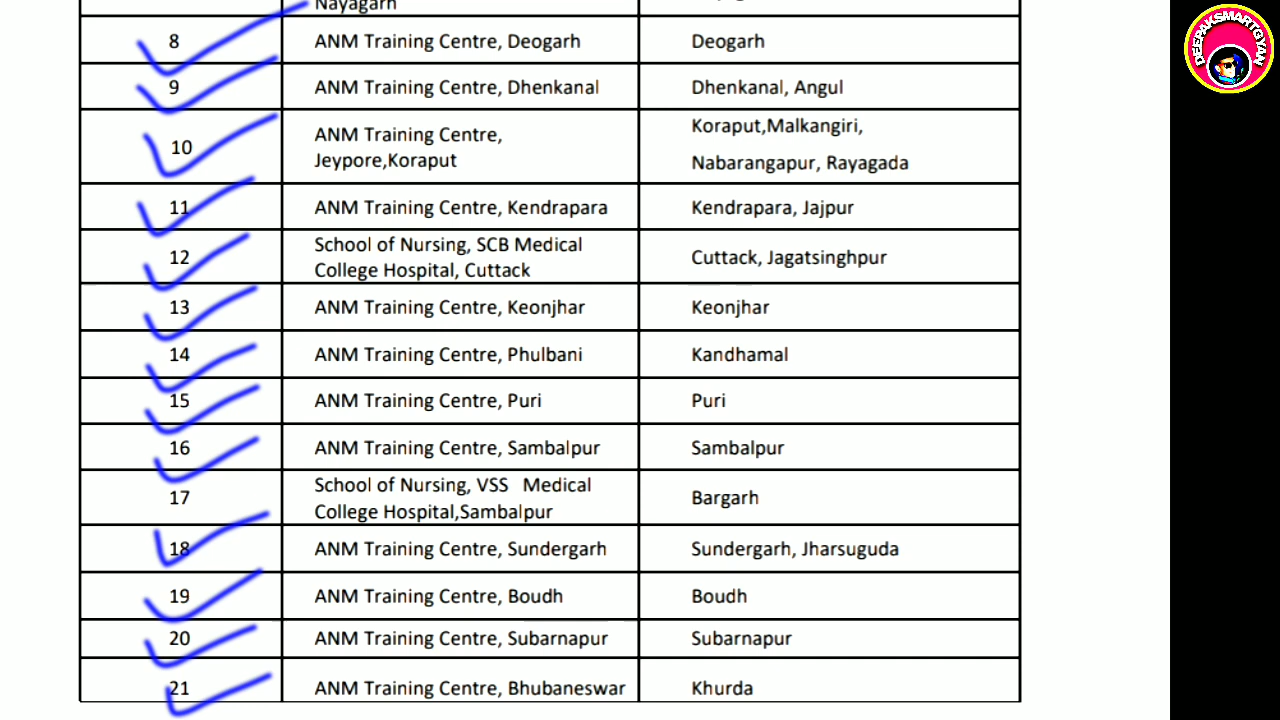 Nayagarh
8 ANM Training Centre, Deogarh Deogarh
9 ANM Training Centre, Dhenkanal Dhenkanal, Angul
10 ANM Training Centre,
Jeypore,Koraput Koraput,Malkangiri,
Nabarangapur, Rayagada
11 ANM Training Centre, Kendrapara Kendrapara, Jajpur
12 School of Nursing, SCB Medical
College Hospital, Cuttack Cuttack, Jagatsinghpur
13 ANM Training Centre, Keonjhar Keonjhar
14 ANM Training Centre, Phulbani Kandhamal
15 ANM Training Centre, Puri Puri
16 ANM Training Centre, Sambalpur Sambalpur
17 School of Nursing, VSS Medical
College Hospital,Sambalpur Bargarh
18 ANM Training Centre, Sundergarh Sundergarh, Jharsuguda
19 ANM Training Centre, Boudh Boudh
20 ANM Training Centre, Subarnapur Subarnapur
21 ANM Training Centre, Bhubaneswar Khurda
DEEPAKSMARTGYAN